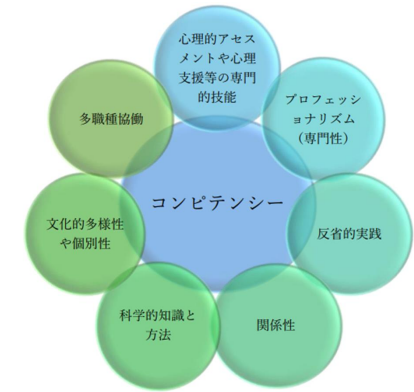 心理的アセス
メントや心理
支援等の専門
的技能
プロフェッシ
ョナリズム
（専門性）
反省的実践
関係性
科学的知識と
方法
文化的多様性
や個別性
多職種協働
コンピテンシー